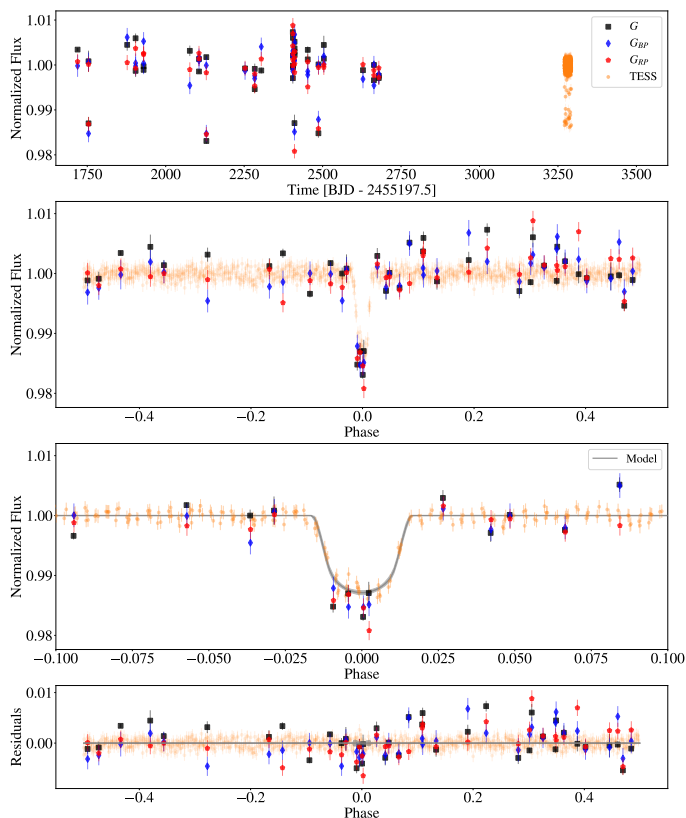 1.01
1.00
0.99
0.98
Normalized Flux
G
G_BP
G_RP
TESS
1750 2000 2250 2500 2750 3000 3250 3500
Time [BJD - 2455197.5]
1.01
1.00
0.99
0.98
Normalized Flux
−0.4 −0.2 0.0 0.2 0.4
Phase
1.01
1.00
0.99
0.98
Normalized Flux
Model
−0.100 −0.075 −0.050 −0.025 0.000 0.025 0.050 0.075 0.100
Phase
0.01
0.00
Residuals
−0.4 −0.2 0.0 0.2 0.4
Phase